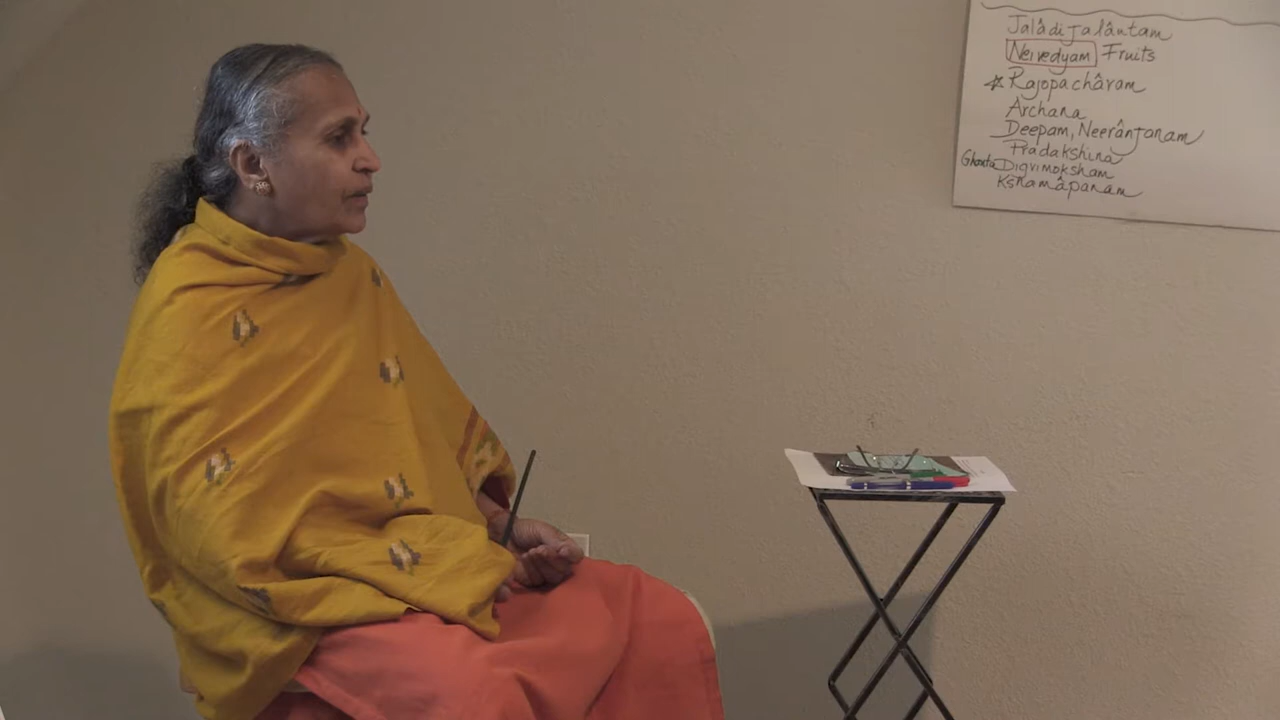 Jalâdi jalântam
Neivedyam Fruits
Rajopachâram
Archana
Deepam, Neerânjanam
Pradakshina
Ghanta Digvimoksham
Kshamâpanam